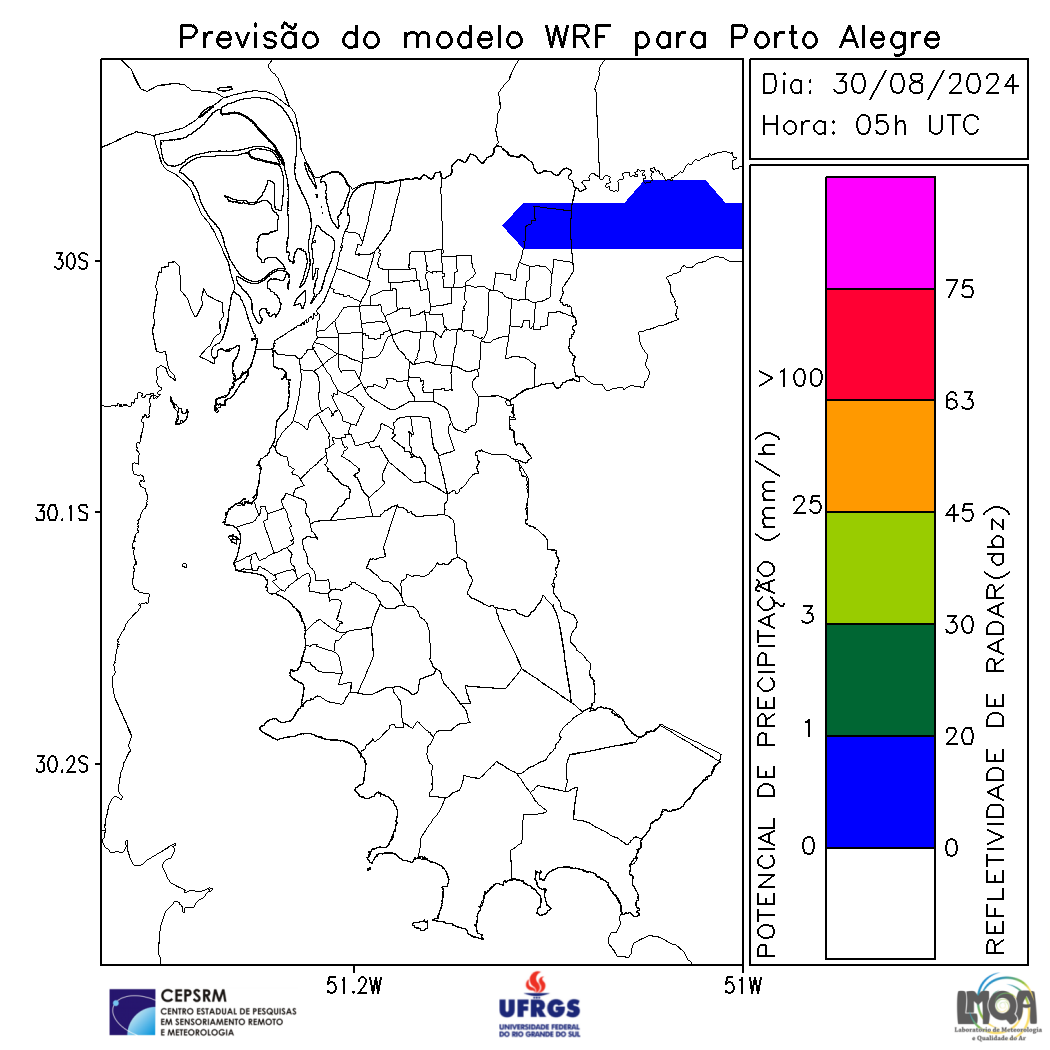 Previsão do modelo WRF para Porto Alegre
Dia: 30/08/2024
Hora: 05h UTC
30S
30.1S
30.2S
51.2W
51W
POTENCIAL DE PRECIPITAÇÃO (mm/h)
>100
25
3
1
0
75
63
45
30
20
0
REFLETIVIDADE DE RADAR(dbz)
CEPSRM
CENTRO ESTADUAL DE PESQUISAS
EM SENSORIAMENTO REMOTO
E METEOROLOGIA
UFRGS
UNIVERSIDADE FEDERAL
DO RIO GRANDE DO SUL
LMQA
Laboratório de Meteorologia
e Qualidade do Ar